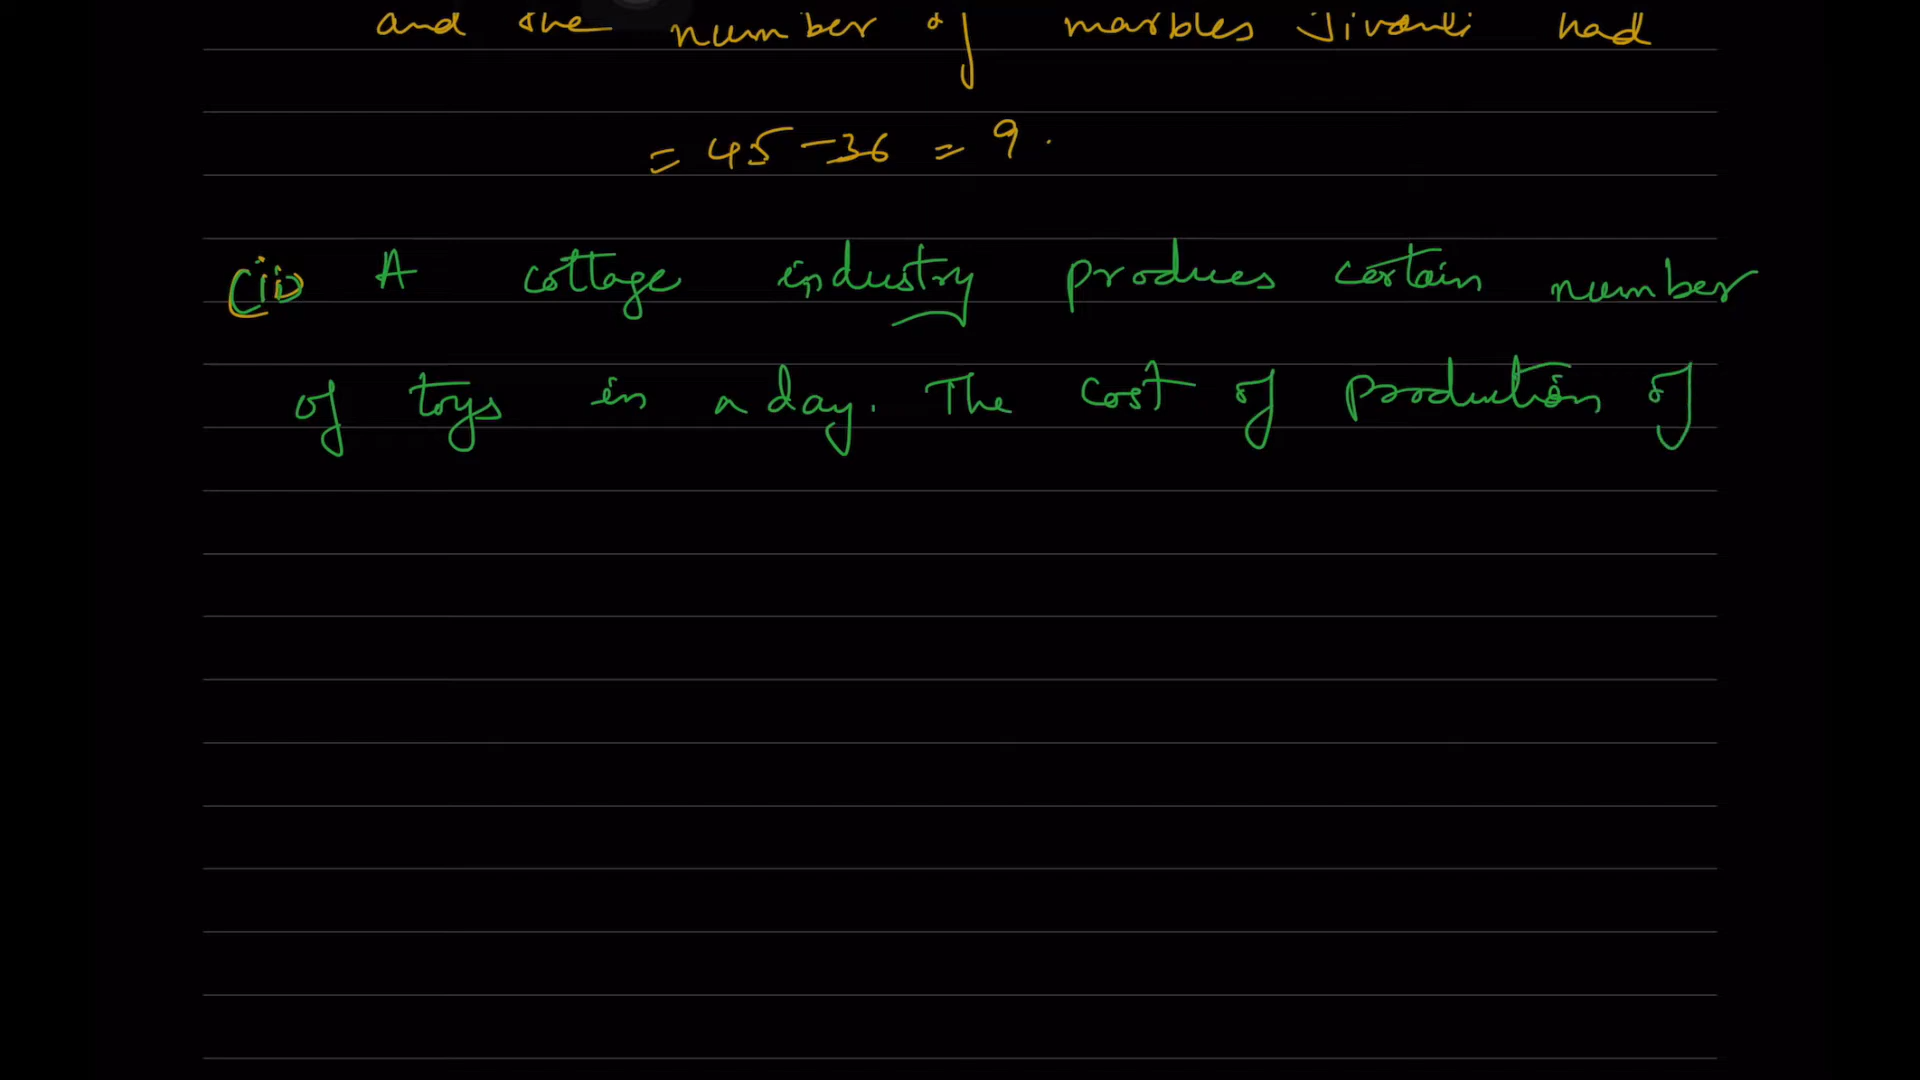 and the number of marbles Jivanti had
= 45 - 36 = 9.
(ii) A cottage industry produces certain number
of toys in a day. The cost of production of